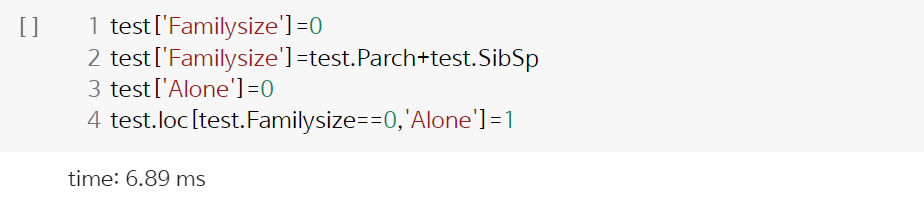 [ ] 1 test['Familysize']=0
2 test['Familysize']=test.Parch+test.SibSp
3 test['Alone']=0
4 test.loc[test.Familysize==0,'Alone']=1
time: 6.89 ms